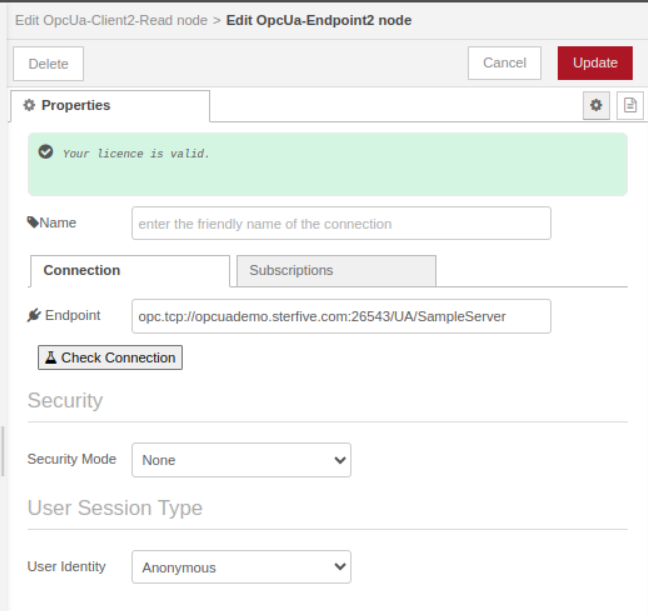 Edit OpcUa-Client2-Read node > Edit OpcUa-Endpoint2 node
Delete Cancel Update
Properties
Your licence is valid.
Name enter the friendly name of the connection
Connection Subscriptions
Endpoint opc.tcp://opcuademo.sterfive.com:26543/UA/SampleServer
Check Connection
Security
Security Mode None
User Session Type
User Identity Anonymous